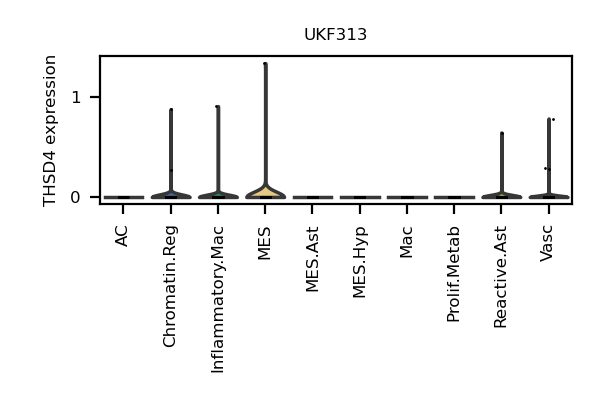 UKF313
THSD4 expression
1
0
AC
Chromatin.Reg
Inflammatory.Mac
MES
MES.Ast
MES.Hyp
Mac
Prolif.Metab
Reactive.Ast
Vasc